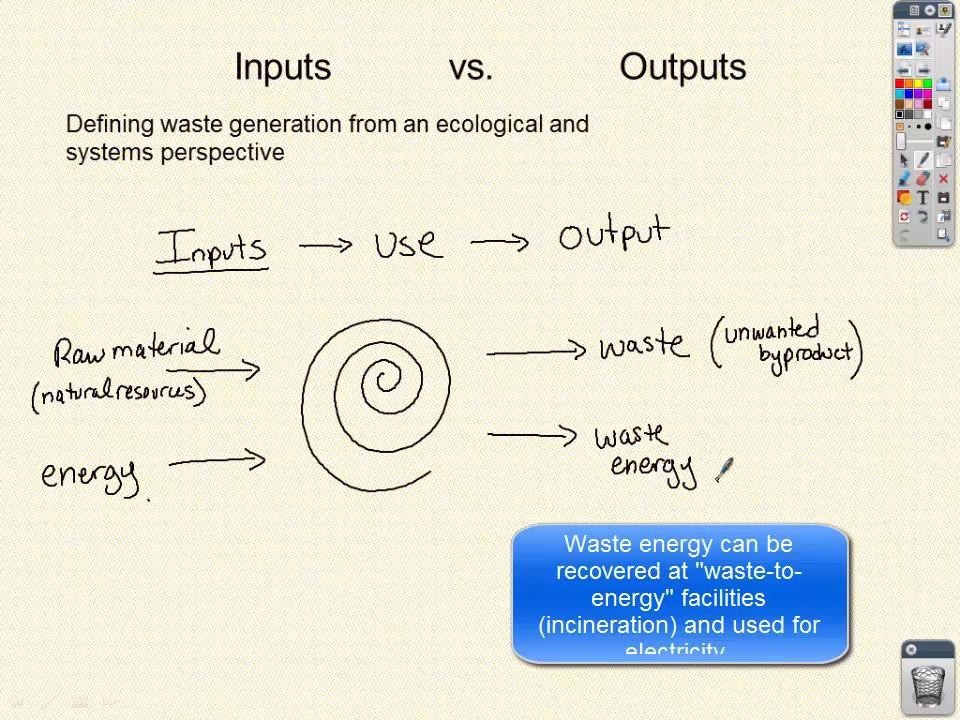 Inputs vs. Outputs
Defining waste generation from an ecological and
systems perspective
Inputs → use → output
Raw material
(natural resources)
energy
waste (unwanted
byproduct)
waste
energy
Waste energy can be
recovered at "waste-to-
energy" facilities
(incineration) and used for
electricity